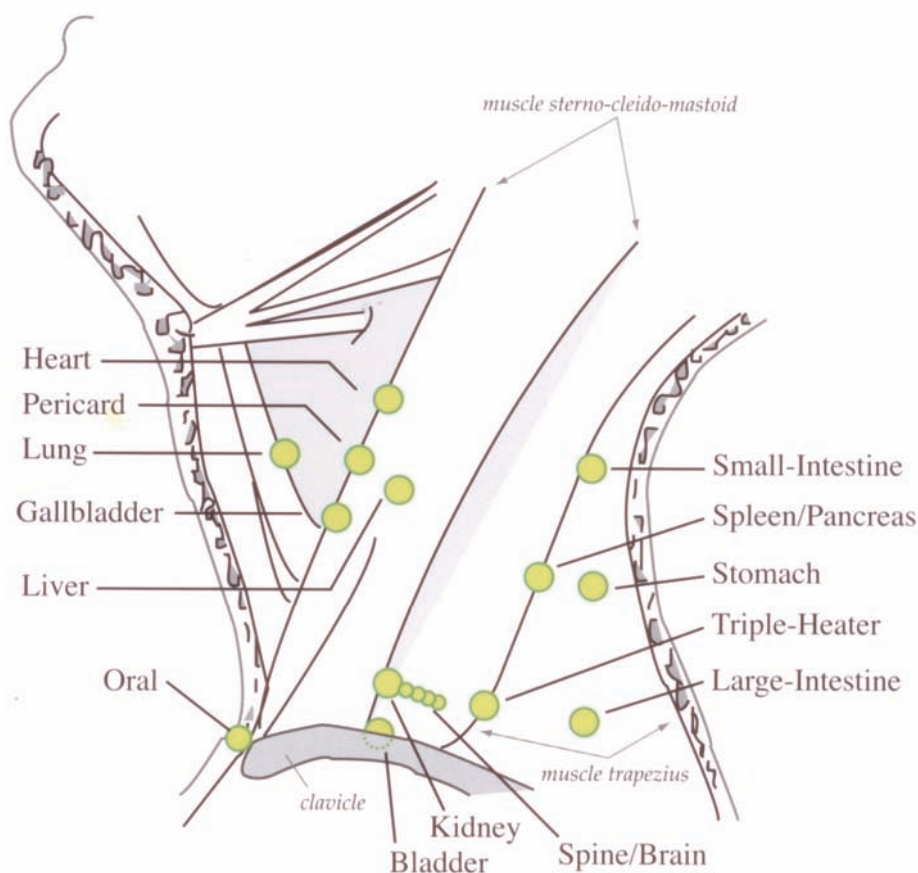 muscle sterno-cleido-mastoid
Heart
Pericard
Lung
Gallbladder
Liver
Oral
Small-Intestine
Spleen/Pancreas
Stomach
Triple-Heater
Large-Intestine
muscle trapezius
clavicle
Kidney
Bladder
Spine/Brain